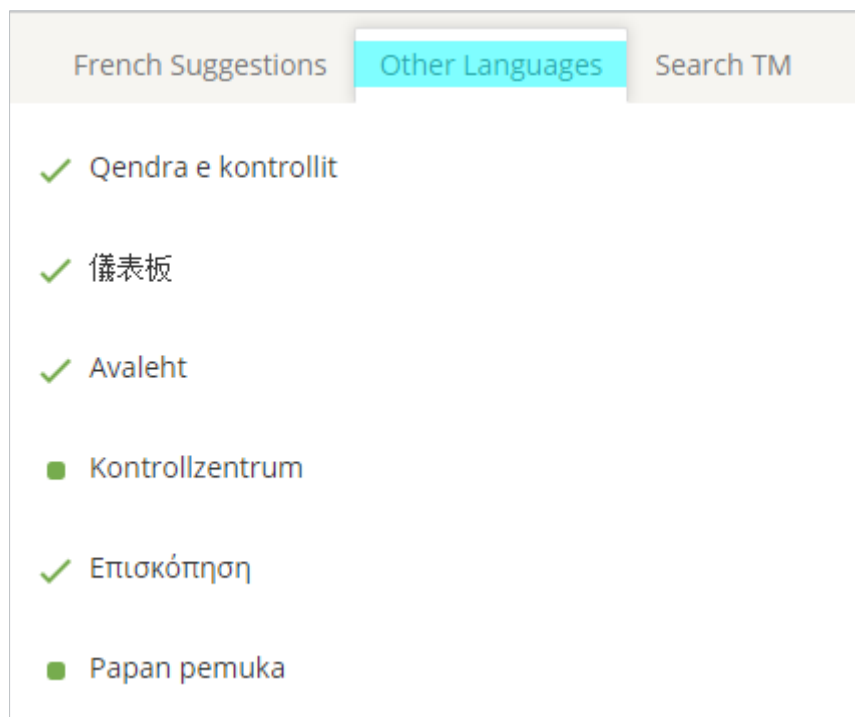 French Suggestions Other Languages Search TM
Qendra e kontrollit
儀表板
Avaleht
Kontrollzentrum
Επισκόπηση
Papan pemuka